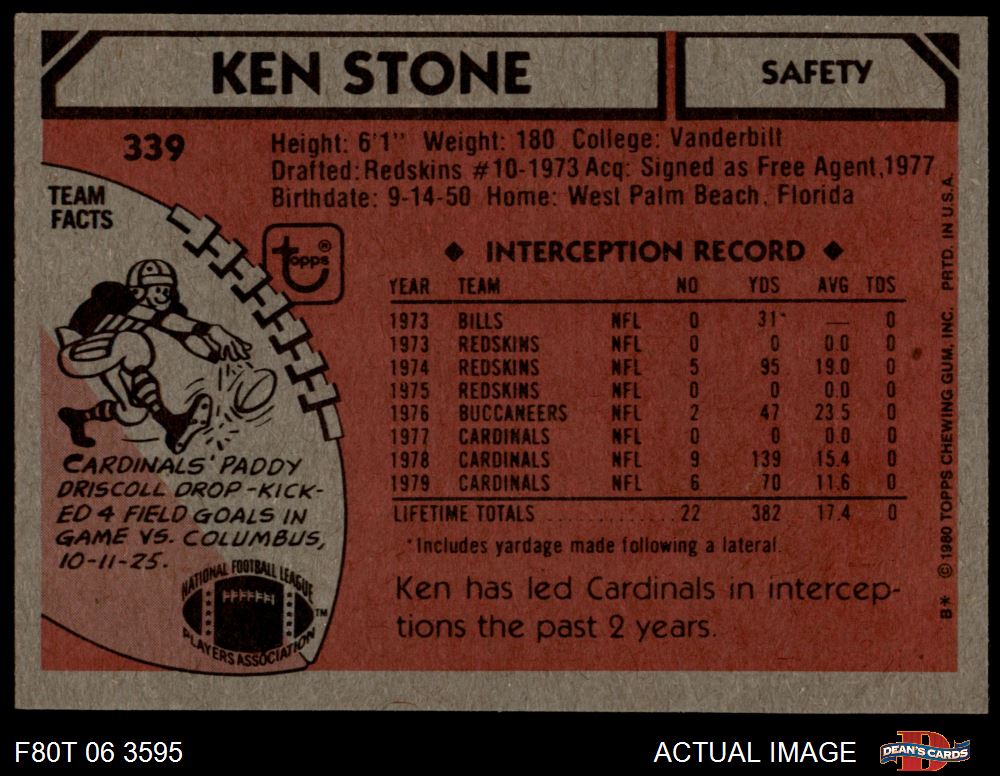 KEN STONE
SAFETY
339
Height: 6'1" Weight: 180 College: Vanderbilt
Drafted: Redskins #10-1973 Acq: Signed as Free Agent, 1977
Birthdate: 9-14-50 Home: West Palm Beach, Florida
TEAM
FACTS
topps®
◆ INTERCEPTION RECORD ◆
YEAR TEAM NO YDS AVG TDS
1973 BILLS NFL 0 31* — 0
1973 REDSKINS NFL 0 0 0.0 0
1974 REDSKINS NFL 5 95 19.0 0
1975 REDSKINS NFL 0 0 0.0 0
1976 BUCCANEERS NFL 2 47 23.5 0
1977 CARDINALS NFL 0 0 0.0 0
1978 CARDINALS NFL 9 139 15.4 0
1979 CARDINALS NFL 6 70 11.6 0
LIFETIME TOTALS .............. 22 382 17.4 0
*Includes yardage made following a lateral.
Ken has led Cardinals in intercep-
tions the past 2 years.
CARDINALS' PADDY
DRISCOLL DROP-KICK-
ED 4 FIELD GOALS IN
GAME VS. COLUMBUS,
10-11-25.
NATIONAL FOOTBALL LEAGUE
PLAYERS ASSOCIATION
TM
B* © 1980 TOPPS CHEWING GUM, INC. PRTD. IN U.S.A.
F80T 06 3595
ACTUAL IMAGE
DEAN'S CARDS